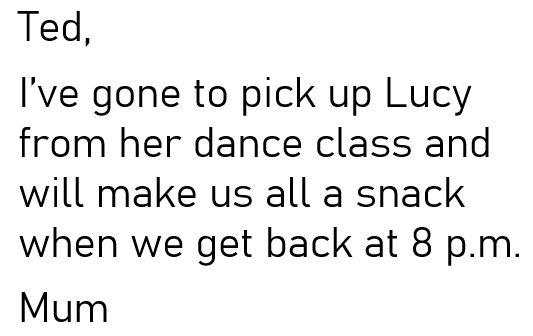 Ted,
I’ve gone to pick up Lucy
from her dance class and
will make us all a snack
when we get back at 8 p.m.
Mum